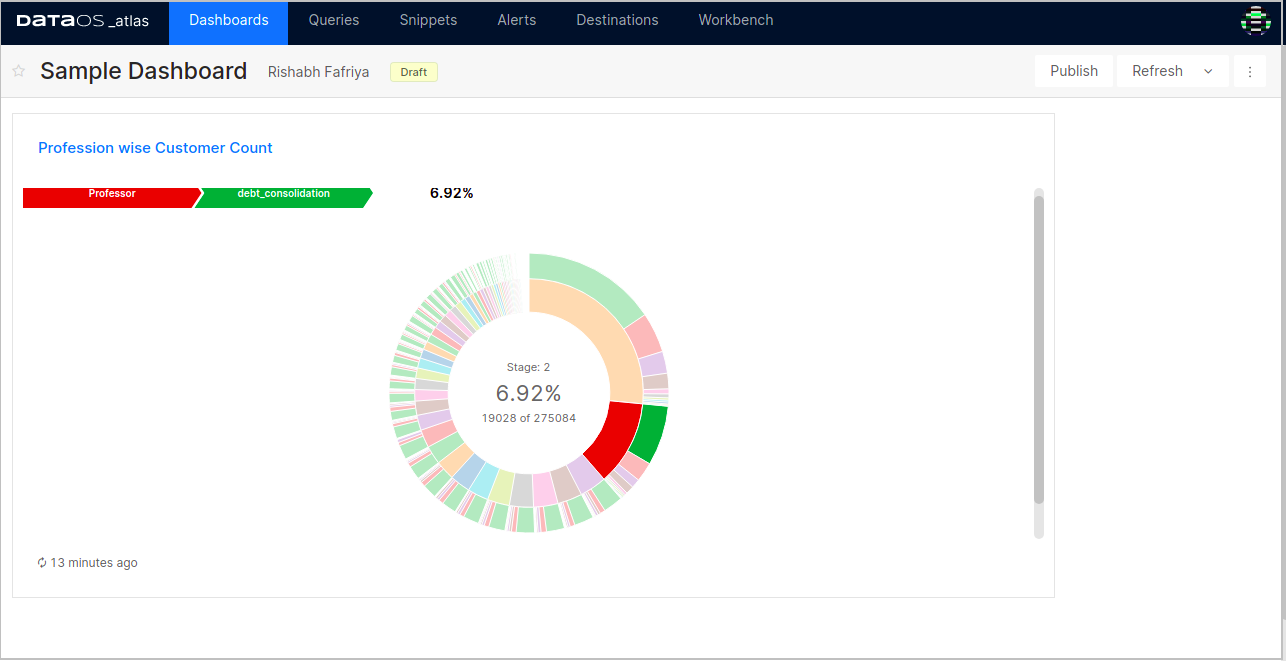 DATAOS _atlas Dashboards Queries Snippets Alerts Destinations Workbench
Sample Dashboard Rishabh Fafriya Draft Publish Refresh
Profession wise Customer Count
Professor debt_consolidation 6.92%
Stage: 2
6.92%
19028 of 275084
13 minutes ago